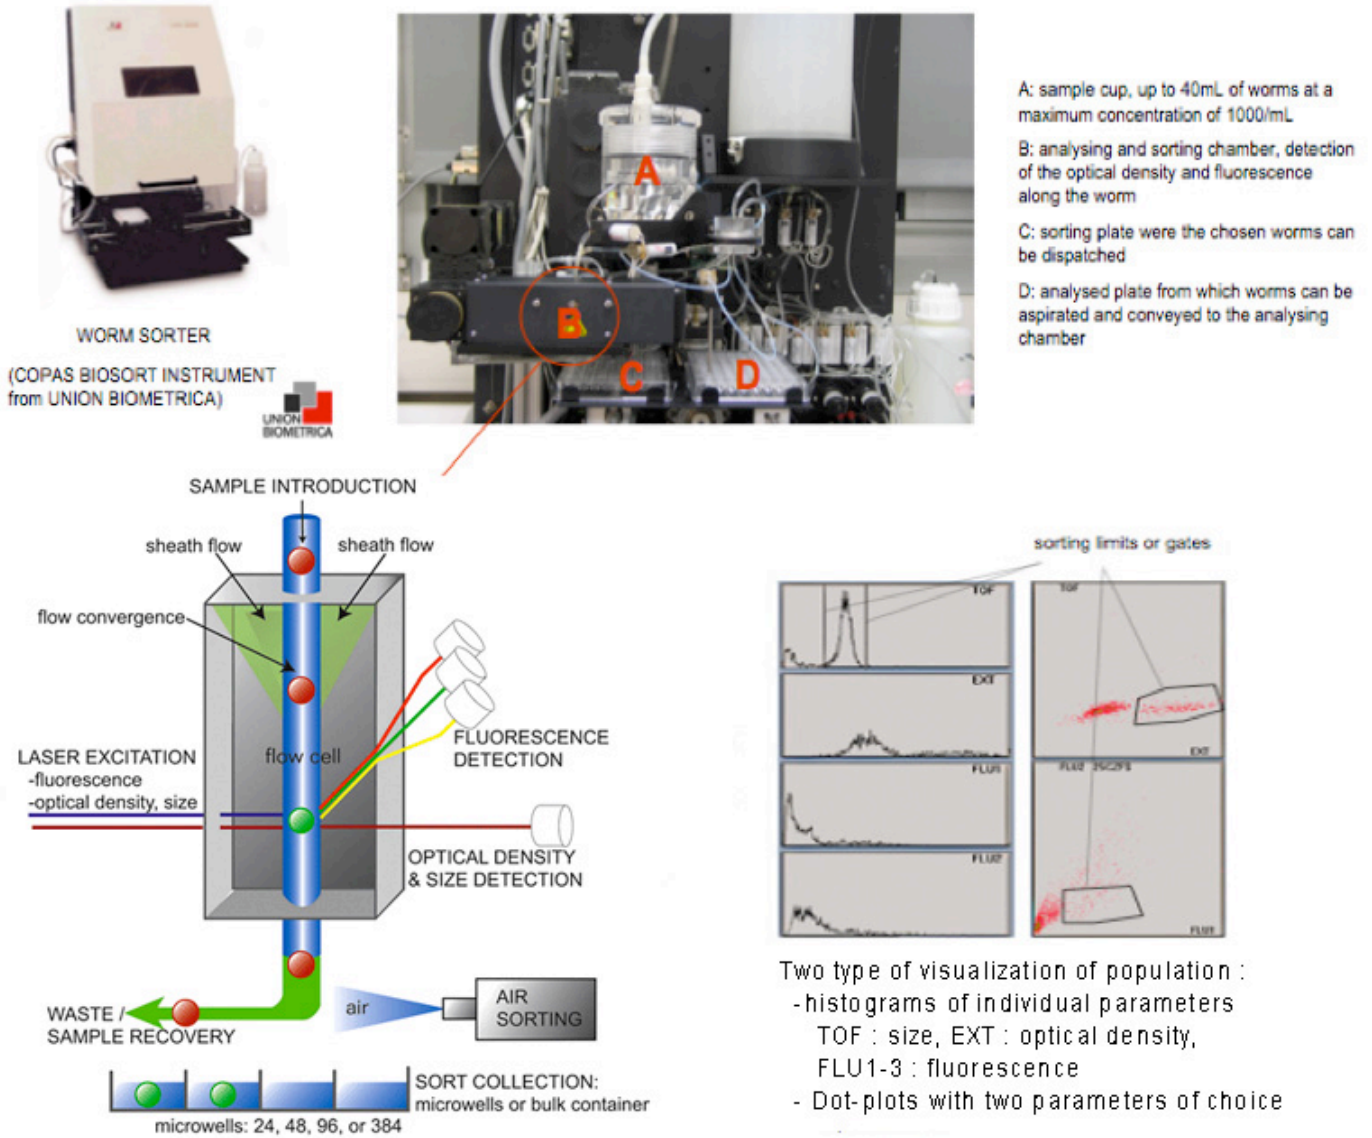 A: sample cup, up to 40mL of worms at a
maximum concentration of 1000/mL
B: analysing and sorting chamber, detection
of the optical density and fluorescence
along the worm
C: sorting plate were the chosen worms can
be dispatched
D: analysed plate from which worms can be
aspirated and conveyed to the analysing
chamber
A
B
C
D
WORM SORTER
(COPAS BIOSORT INSTRUMENT
from UNION BIOMETRICA)
UNION
BIOMETRICA
SAMPLE INTRODUCTION
sheath flow
sheath flow
flow convergence
flow cell
LASER EXCITATION
-fluorescence
-optical density, size
FLUORESCENCE
DETECTION
OPTICAL DENSITY
& SIZE DETECTION
WASTE /
SAMPLE RECOVERY
air
AIR
SORTING
SORT COLLECTION:
microwells or bulk container
microwells: 24, 48, 96, or 384
sorting limits or gates
TOF
EXT
FLU1
FLU2
TOF
EXT
FLU2
FLU1
Two type of visualization of population :
-histograms of individual parameters
TOF : size, EXT : optical density,
FLU1-3 : fluorescence
- Dot-plots with two parameters of choice